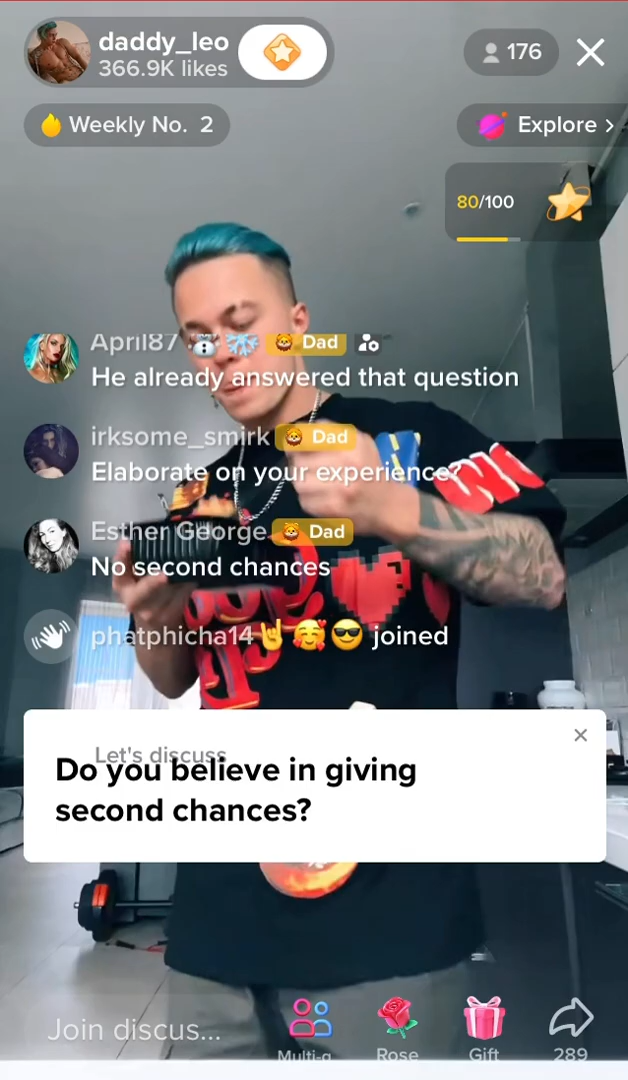 daddy_leo
366.9K likes
176
Weekly No. 2
Explore >
80/100
April87 Dad
He already answered that question
irksome_smirk Dad
Elaborate on your experience?
Esther George Dad
No second chances
phatphicha14🤘🥰😎 joined
Let's discuss
Do you believe in giving
second chances?
Join discus...
Rose
Gift
289